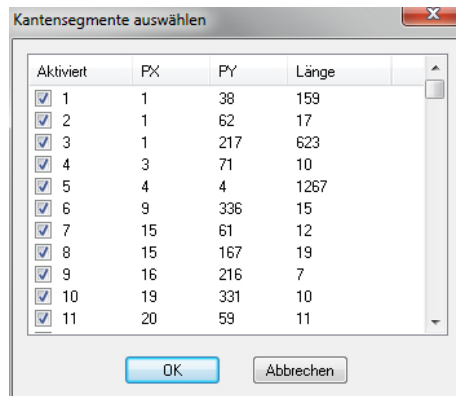 Kantensegmente auswählen
Aktiviert PX PY Länge
1 1 38 159
2 1 62 17
3 1 217 623
4 3 71 10
5 4 4 1267
6 9 336 15
7 15 61 12
8 15 167 19
9 16 216 7
10 19 331 10
11 20 59 11
OK Abbrechen